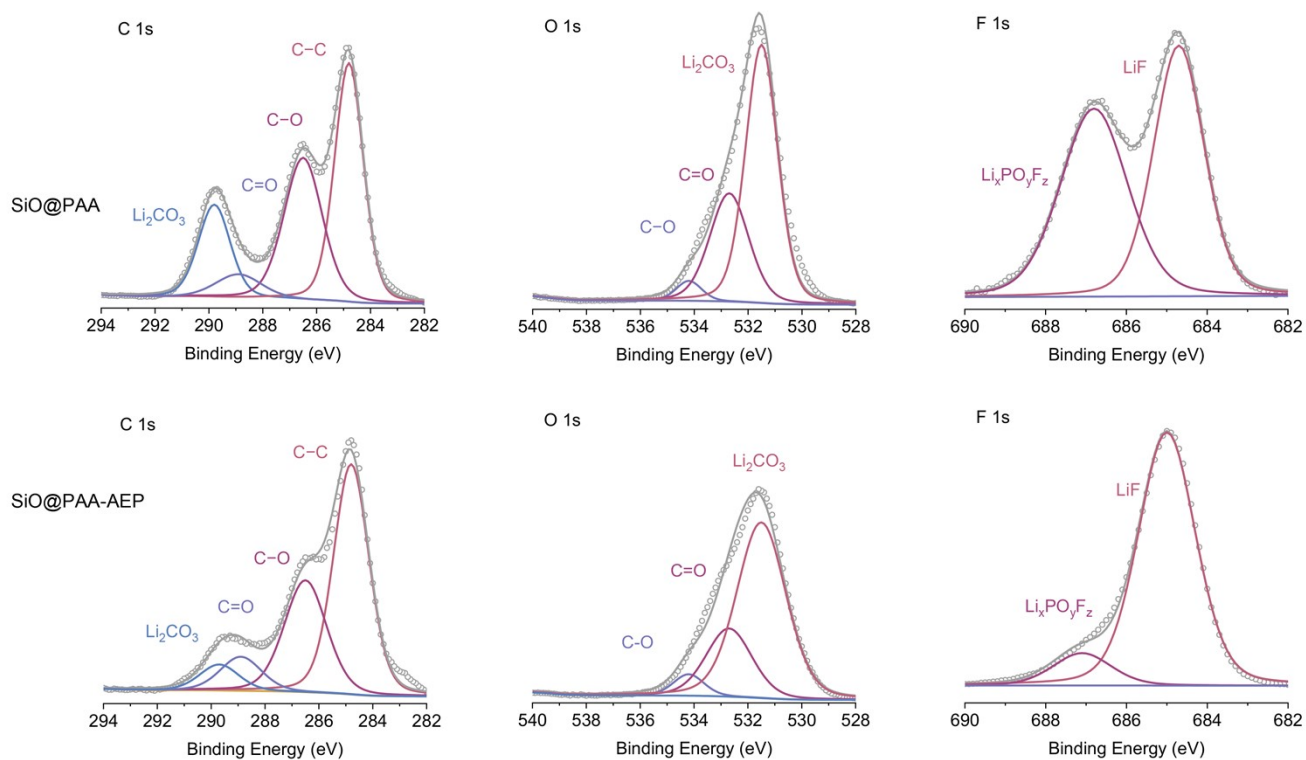 C 1s
O 1s
F 1s
SiO@PAA
Li₂CO₃
C=O
C−O
C−C
C−O
C=O
Li₂CO₃
LiₓPO_yF_z
LiF
294 292 290 288 286 284 282
540 538 536 534 532 530 528
690 688 686 684 682
Binding Energy (eV)
Binding Energy (eV)
Binding Energy (eV)
C 1s
O 1s
F 1s
SiO@PAA-AEP
Li₂CO₃
C=O
C−O
C−C
C-O
C=O
Li₂CO₃
LiₓPO_yF_z
LiF
294 292 290 288 286 284 282
540 538 536 534 532 530 528
690 688 686 684 682
Binding Energy (eV)
Binding Energy (eV)
Binding Energy (eV)